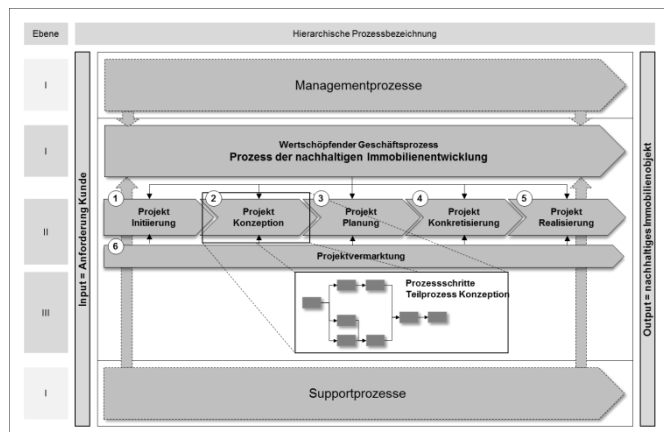 Ebene
Hierarchische Prozessbezeichnung
Input = Anforderung Kunde
Output = nachhaltiges Immobilienobjekt
I
Managementprozesse
I
Wertschöpfender Geschäftsprozess
Prozess der nachhaltigen Immobilienentwicklung
II
1
Projekt
Initiierung
2
Projekt
Konzeption
3
Projekt
Planung
4
Projekt
Konkretisierung
5
Projekt
Realisierung
6
Projektvermarktung
III
Prozessschritte
Teilprozess Konzeption
I
Supportprozesse